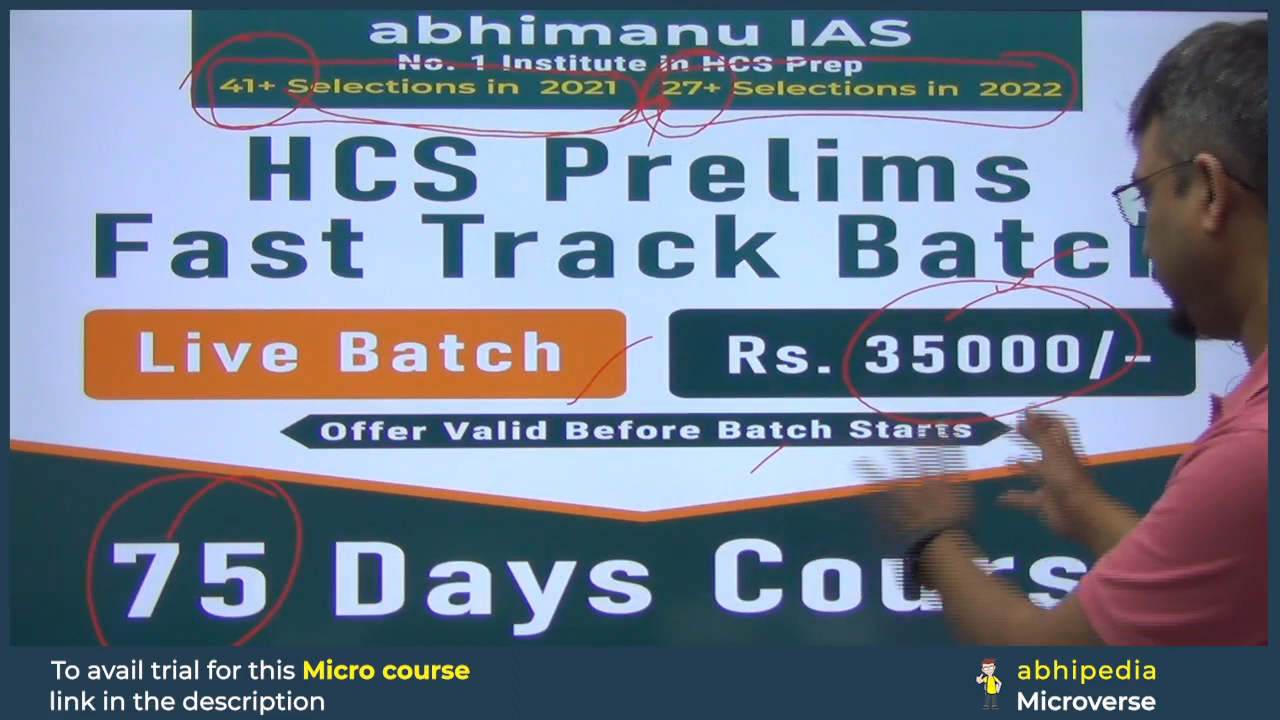 abhimanu IAS
No. 1 Institute in HCS Prep
41+ Selections in 2021 27+ Selections in 2022
HCS Prelims
Fast Track Batch
Live Batch
Rs. 35000/-
Offer Valid Before Batch Starts
75 Days Cours
To avail trial for this Micro course
link in the description
abhipedia
Microverse